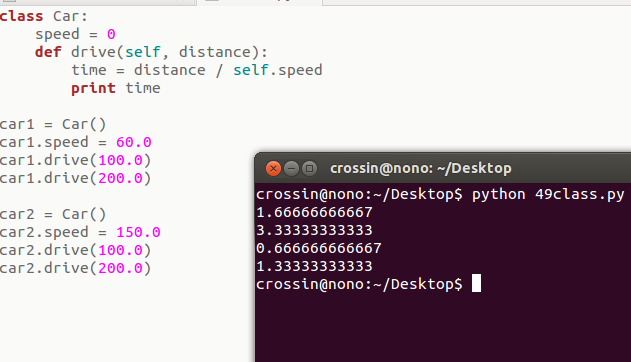 class Car:
    speed = 0
    def drive(self, distance):
        time = distance / self.speed
        print time

car1 = Car()
car1.speed = 60.0
car1.drive(100.0)
car1.drive(200.0)

car2 = Car()
car2.speed = 150.0
car2.drive(100.0)
car2.drive(200.0)

crossin@nono: ~/Desktop
crossin@nono:~/Desktop$ python 49class.py
1.66666666667
3.33333333333
0.666666666667
1.33333333333
crossin@nono:~/Desktop$